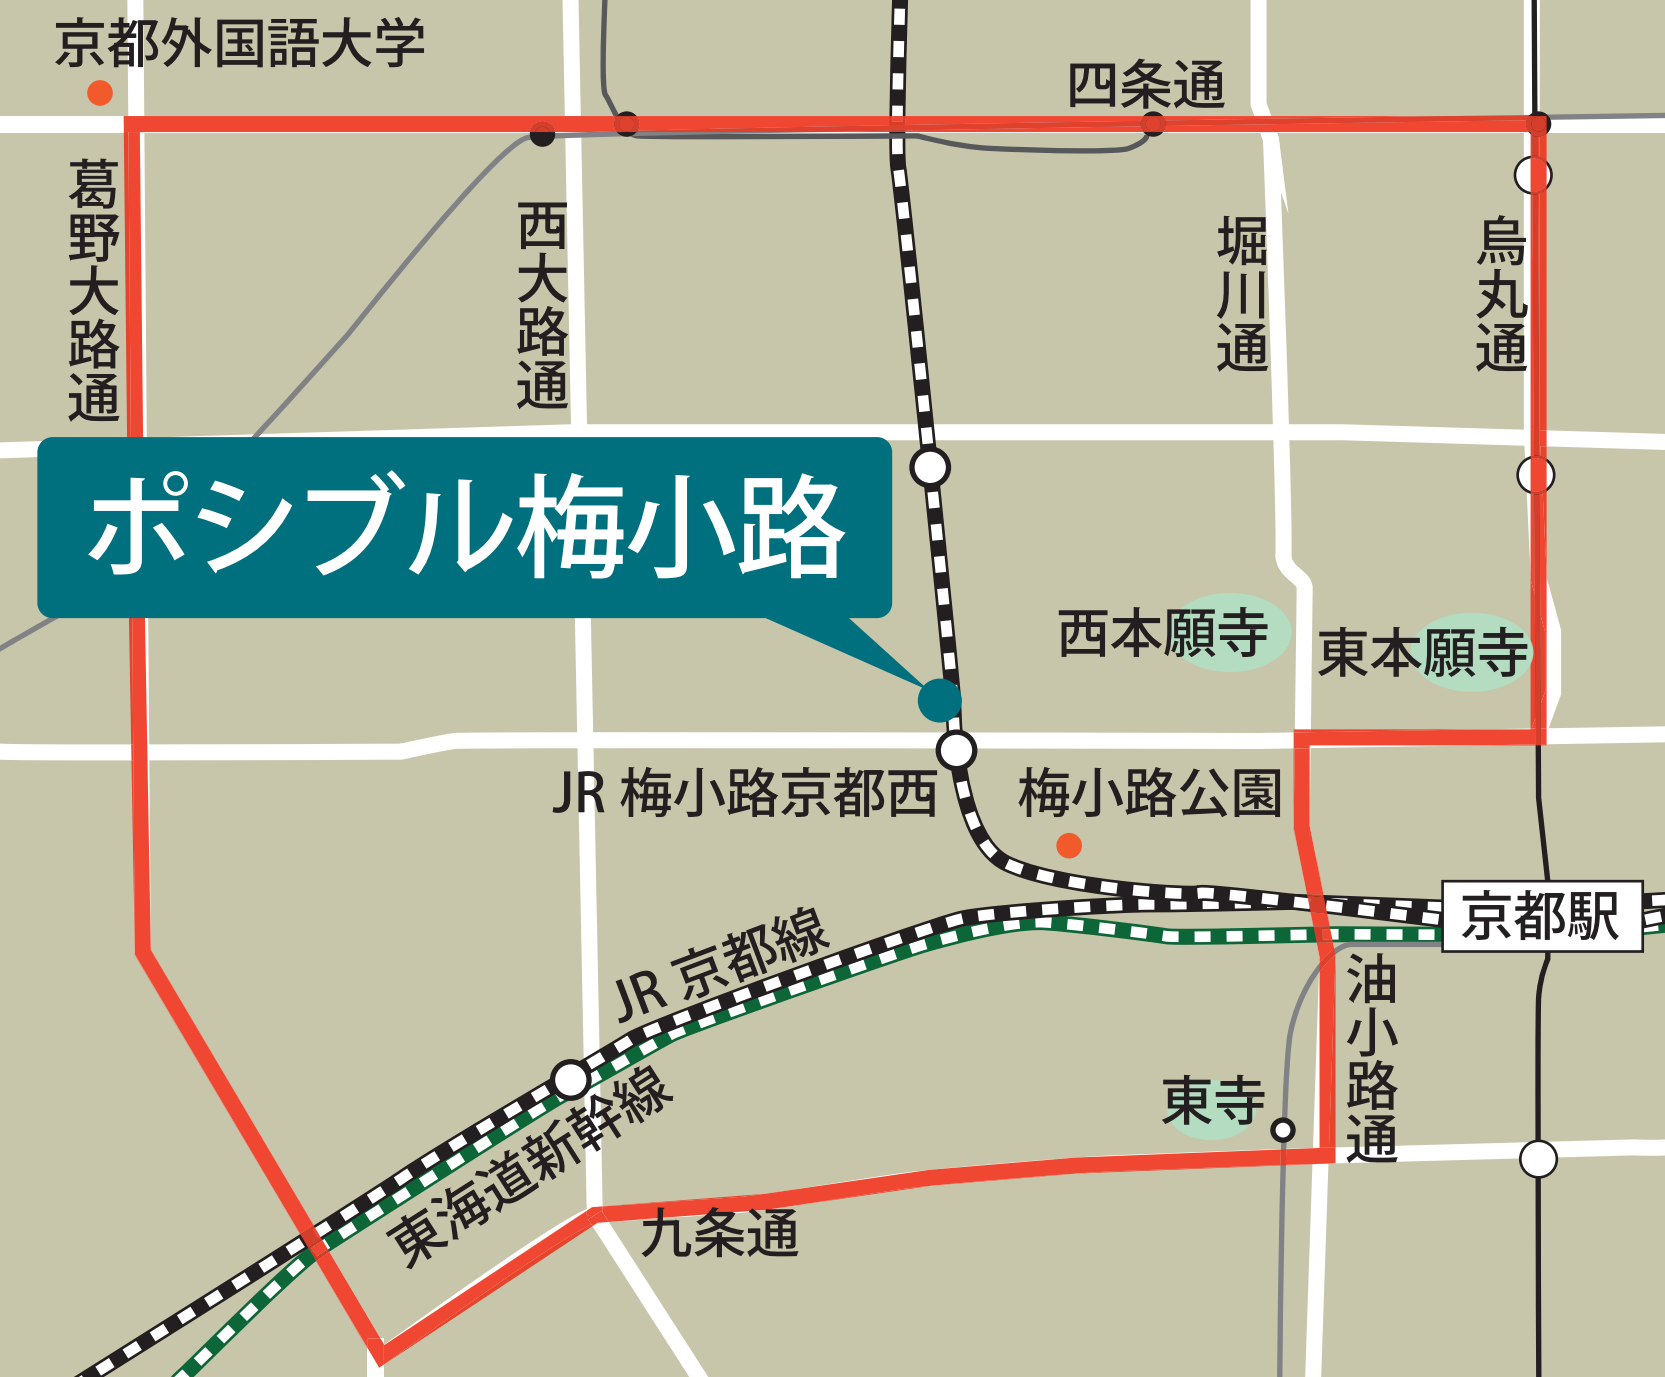 京都外国語大学
四条通
葛野大路通
西大路通
堀川通
烏丸通
ポシブル梅小路
西本願寺
東本願寺
JR 梅小路京都西
梅小路公園
京都駅
JR 京都線
油小路通
東海道新幹線
東寺
九条通